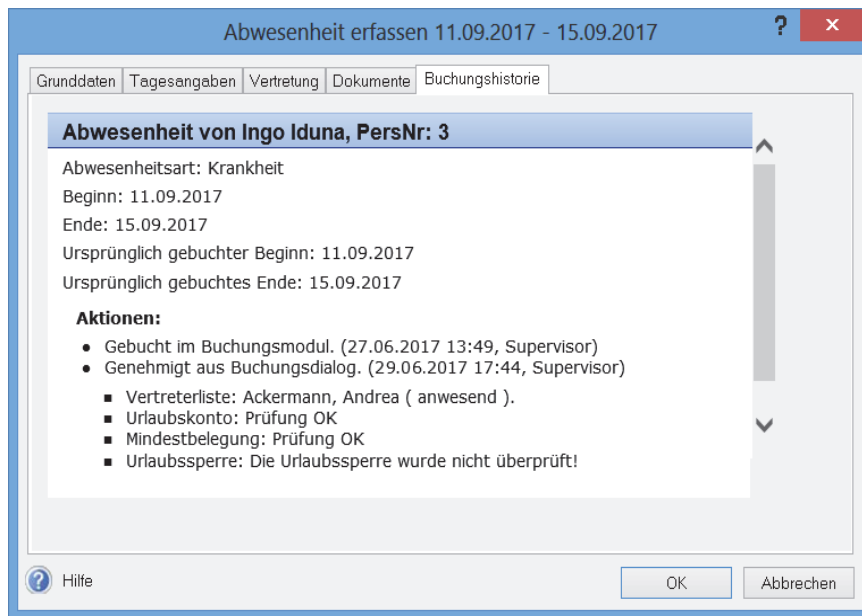 Abwesenheit erfassen 11.09.2017 - 15.09.2017
? x
Grunddaten Tagesangaben Vertretung Dokumente Buchungshistorie
Abwesenheit von Ingo Iduna, PersNr: 3
Abwesenheitsart: Krankheit
Beginn: 11.09.2017
Ende: 15.09.2017
Ursprünglich gebuchter Beginn: 11.09.2017
Ursprünglich gebuchtes Ende: 15.09.2017
Aktionen:
● Gebucht im Buchungsmodul. (27.06.2017 13:49, Supervisor)
● Genehmigt aus Buchungsdialog. (29.06.2017 17:44, Supervisor)
■ Vertreterliste: Ackermann, Andrea ( anwesend ).
■ Urlaubskonto: Prüfung OK
■ Mindestbelegung: Prüfung OK
■ Urlaubssperre: Die Urlaubssperre wurde nicht überprüft!
? Hilfe OK Abbrechen